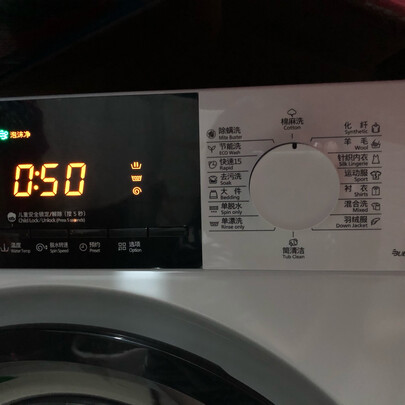 泡沫净
0:50
儿童安全锁定/解除(按 5 秒)
Child Lock/Unlock (Press 5 seconds)
温度
Water Temp
脱水转速
Spin Speed
预约
Preset
选项
Option
棉麻洗
Cotton
除螨洗
Mite Buster
节能洗
ECO Wash
快速15
Rapid
去污洗
Soak
大 件
Bedding
单脱水
Spin only
单漂洗
Rinse only
筒清洁
Tub Clean
化 纤
Synthetic
羊 毛
Wool
针织内衣
Silk Lingerie
运动服
Sport
衬 衣
Shirts
混合洗
Mixed
羽绒服
Down Jacket